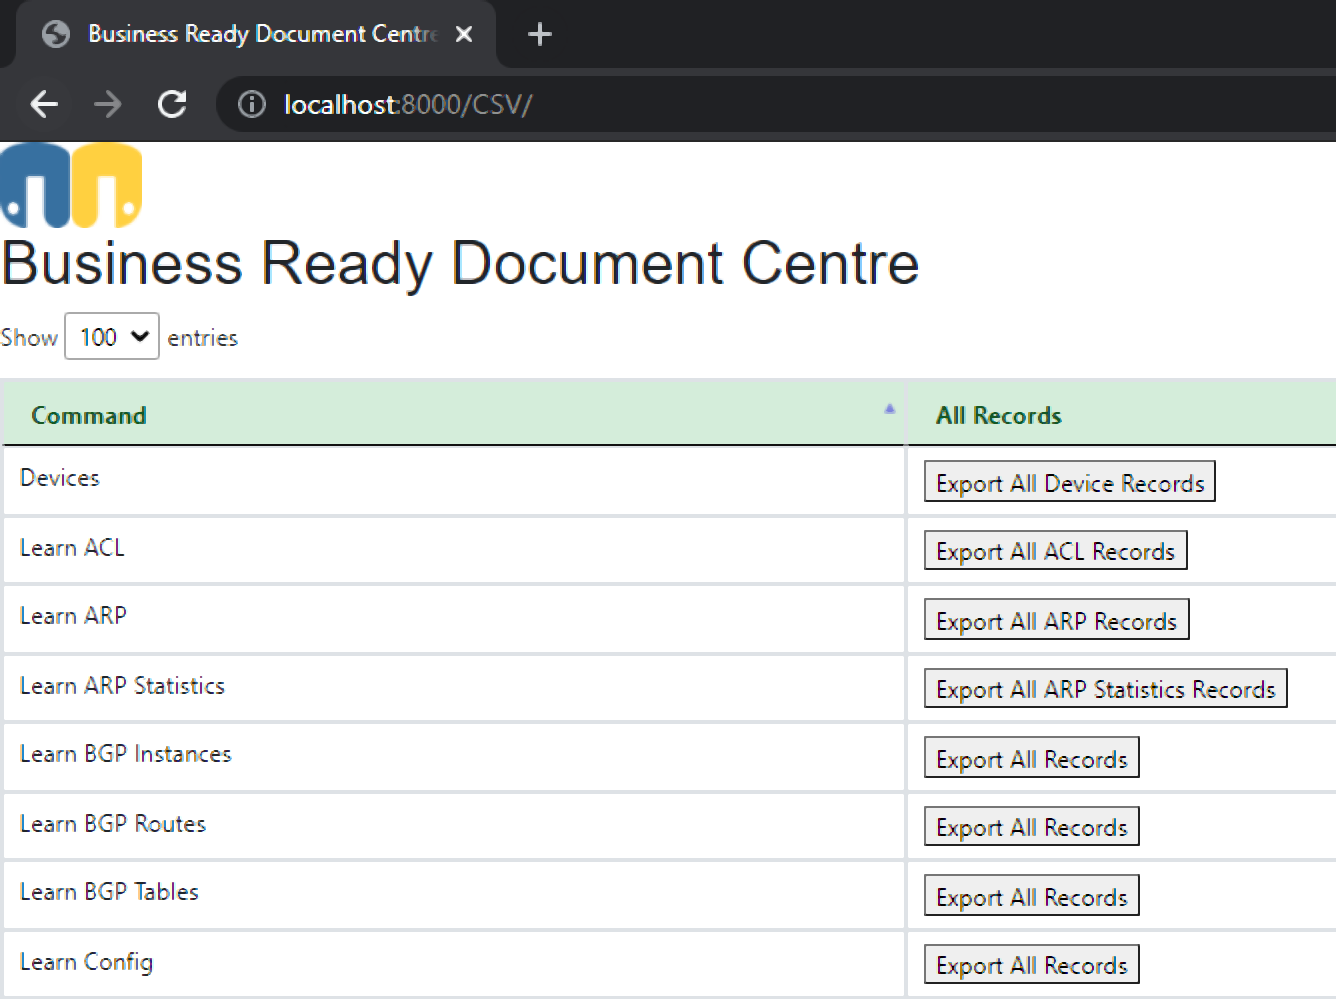 Business Ready Document Centre
localhost:8000/CSV/
Business Ready Document Centre
Show 100 entries
Command All Records
Devices Export All Device Records
Learn ACL Export All ACL Records
Learn ARP Export All ARP Records
Learn ARP Statistics Export All ARP Statistics Records
Learn BGP Instances Export All Records
Learn BGP Routes Export All Records
Learn BGP Tables Export All Records
Learn Config Export All Records